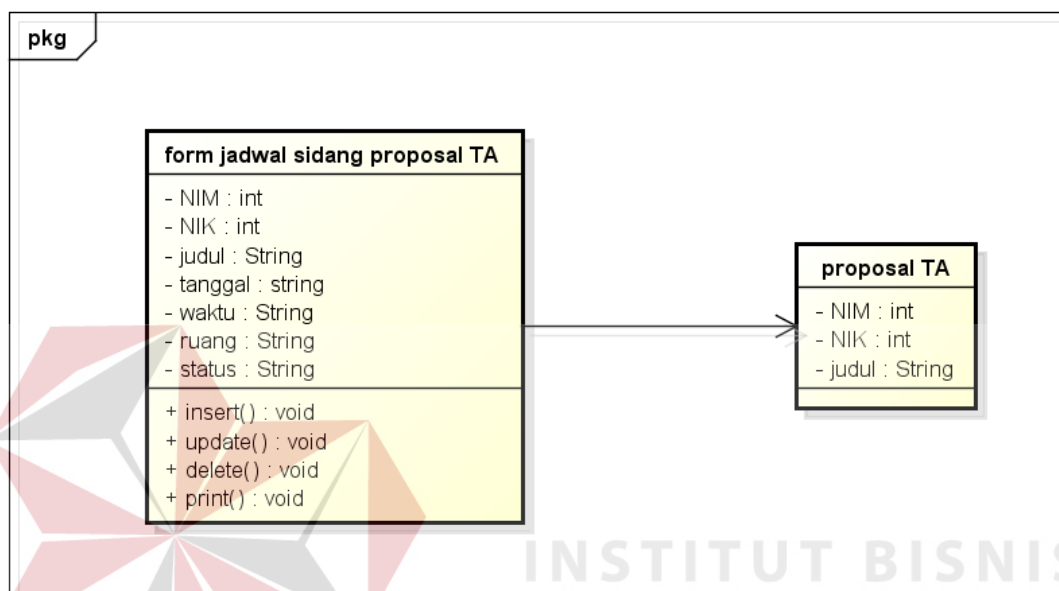 pkg
form jadwal sidang proposal TA
- NIM : int
- NIK : int
- judul : String
- tanggal : string
- waktu : String
- ruang : String
- status : String
+ insert() : void
+ update() : void
+ delete() : void
+ print() : void
proposal TA
- NIM : int
- NIK : int
- judul : String
INSTITUT BISNIS